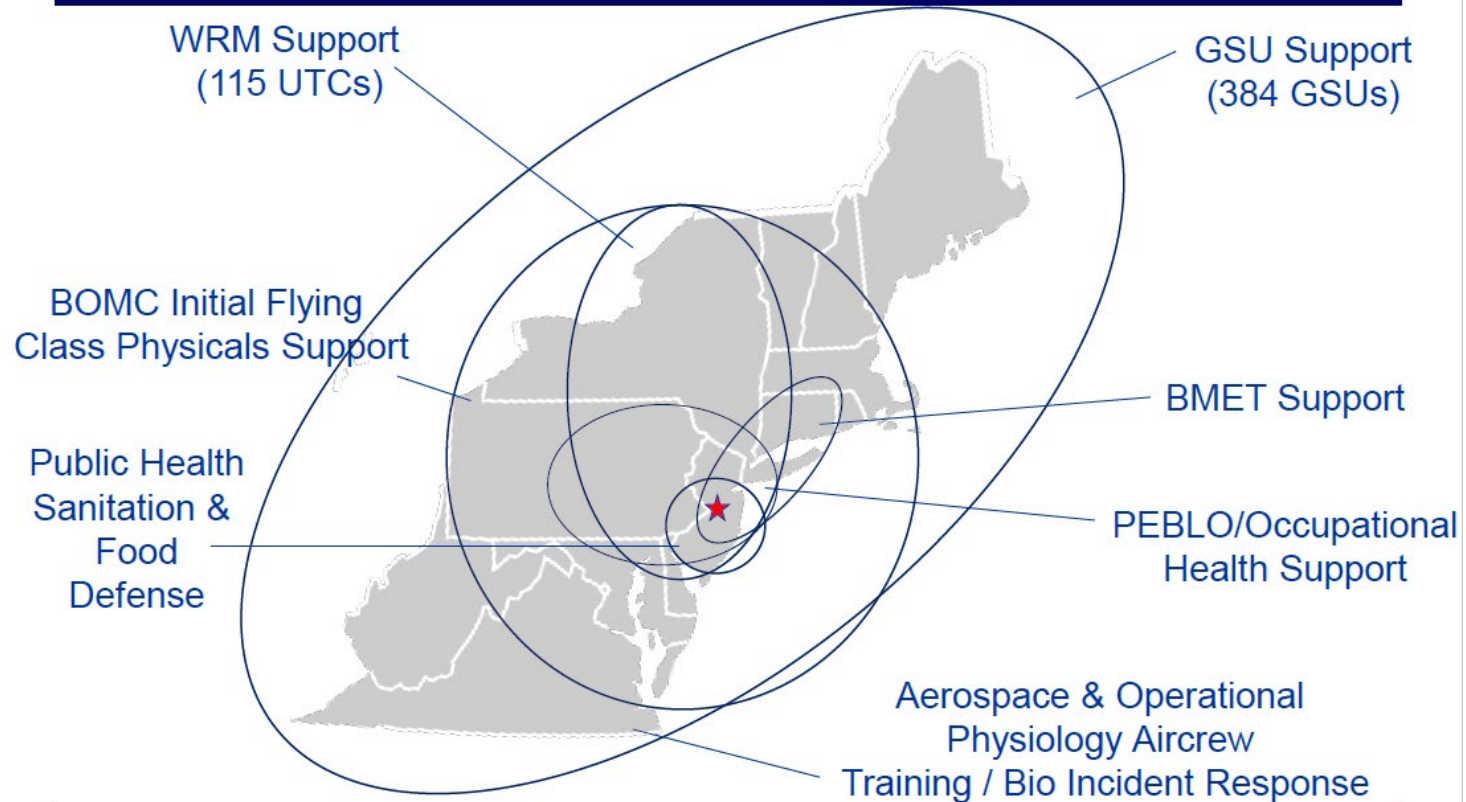 WRM Support
(115 UTCs)
GSU Support
(384 GSUs)
BOMC Initial Flying
Class Physicals Support
BMET Support
Public Health
Sanitation &
Food
Defense
PEBLO/Occupational
Health Support
Aerospace & Operational
Physiology Aircrew
Training / Bio Incident Response